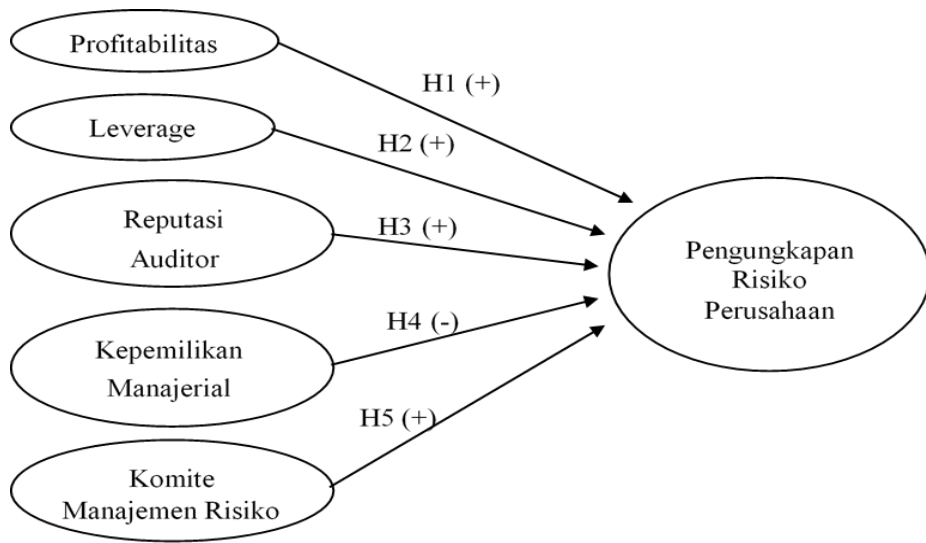 Profitabilitas
H1 (+)
Leverage
H2 (+)
Reputasi
Auditor
H3 (+)
Kepemilikan
Manajerial
H4 (-)
Komite
Manajemen Risiko
H5 (+)
Pengungkapan
Risiko
Perusahaan